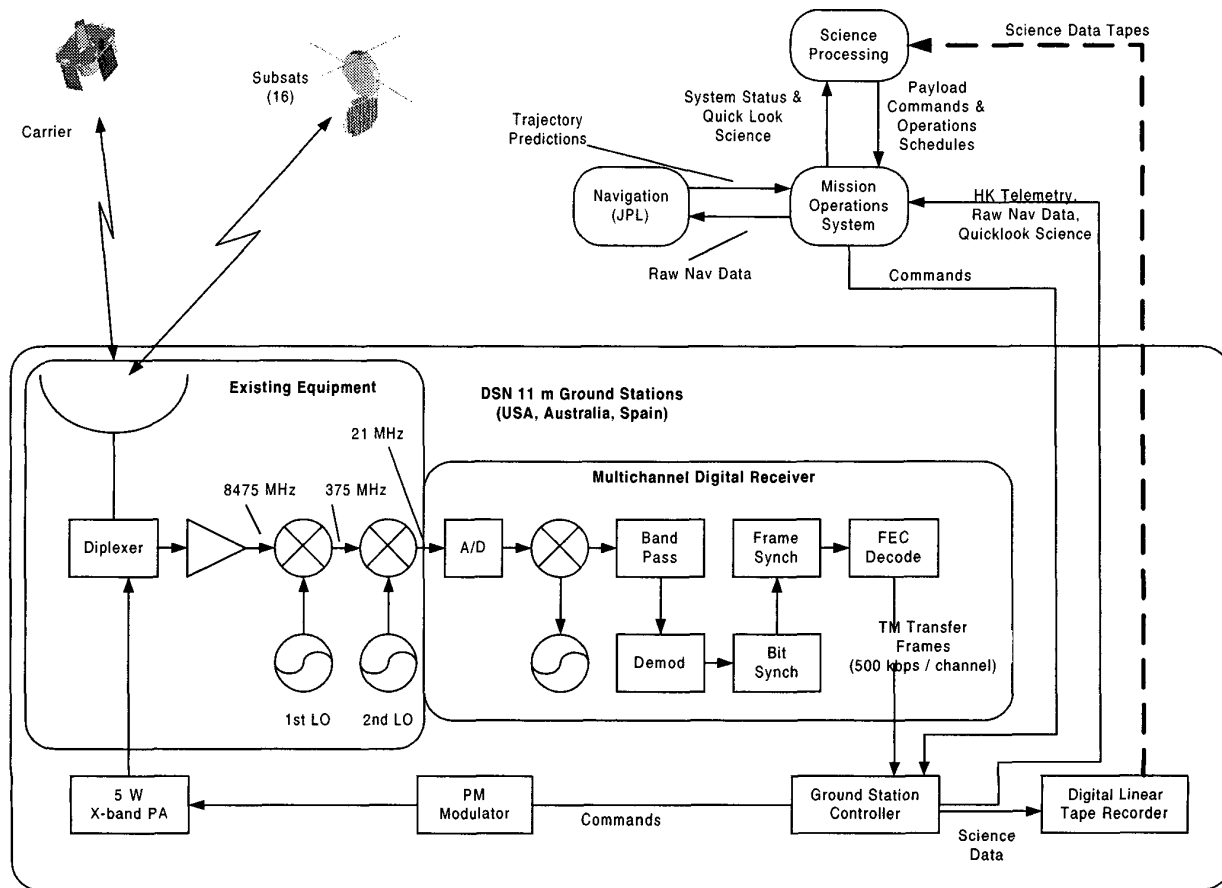 Science
Processing
Science Data Tapes
Subsats
(16)
Carrier
System Status &
Quick Look
Science
Payload
Commands &
Operations
Schedules
Trajectory
Predictions
Navigation
(JPL)
Mission
Operations
System
HK Telemetry,
Raw Nav Data,
Quicklook Science
Raw Nav Data
Commands
Existing Equipment
DSN 11 m Ground Stations
(USA, Australia, Spain)
21 MHz
Multichannel Digital Receiver
8475 MHz
375 MHz
Diplexer
A/D
Band
Pass
Frame
Synch
FEC
Decode
Demod
Bit
Synch
TM Transfer
Frames
(500 kbps / channel)
1st LO
2nd LO
5 W
X-band PA
PM
Modulator
Commands
Ground Station
Controller
Science
Data
Digital Linear
Tape Recorder